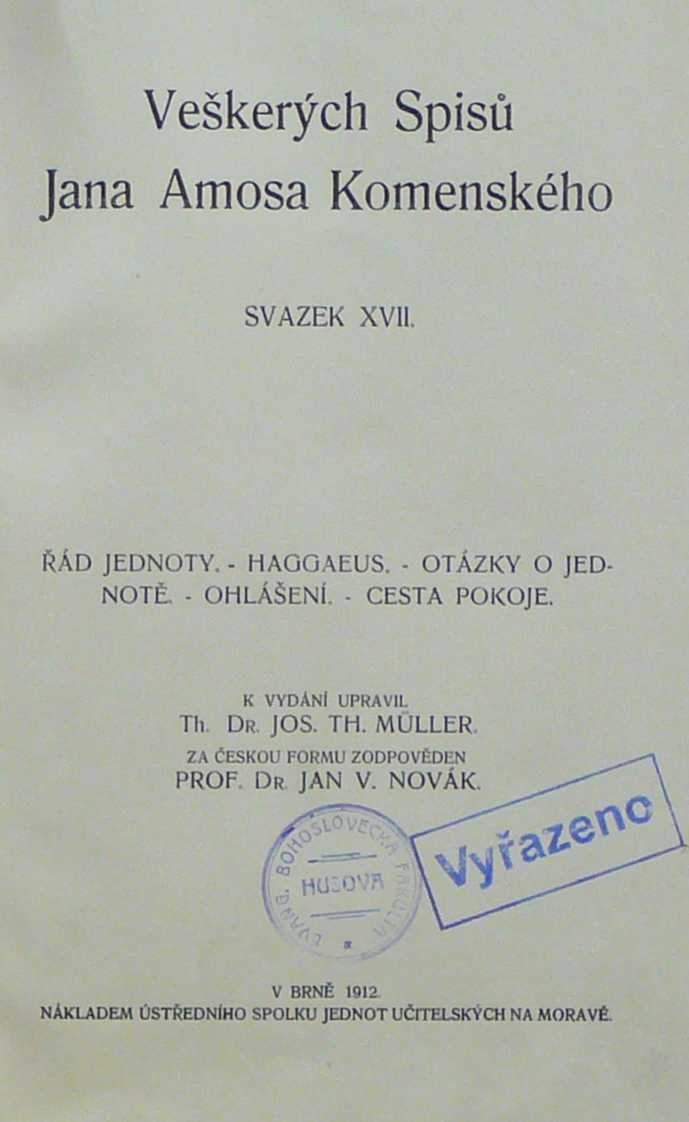 Veškerých Spisů
Jana Amosa Komenského
SVAZEK XVII.
ŘÁD JEDNOTY. - HAGGAEUS. - OTÁZKY O JED-
NOTĚ. - OHLÁŠENÍ. - CESTA POKOJE.
K VYDÁNÍ UPRAVIL
Th. Dr. JOS. TH. MÜLLER.
ZA ČESKOU FORMU ZODPOVĚDEN
PROF. Dr. JAN V. NOVÁK.
EVANG. BOHOSLOVECKÁ FAKULTA
HUSOVA
Vyřazeno
V BRNĚ 1912.
NÁKLADEM ÚSTŘEDNÍHO SPOLKU JEDNOT UČITELSKÝCH NA MORAVĚ.